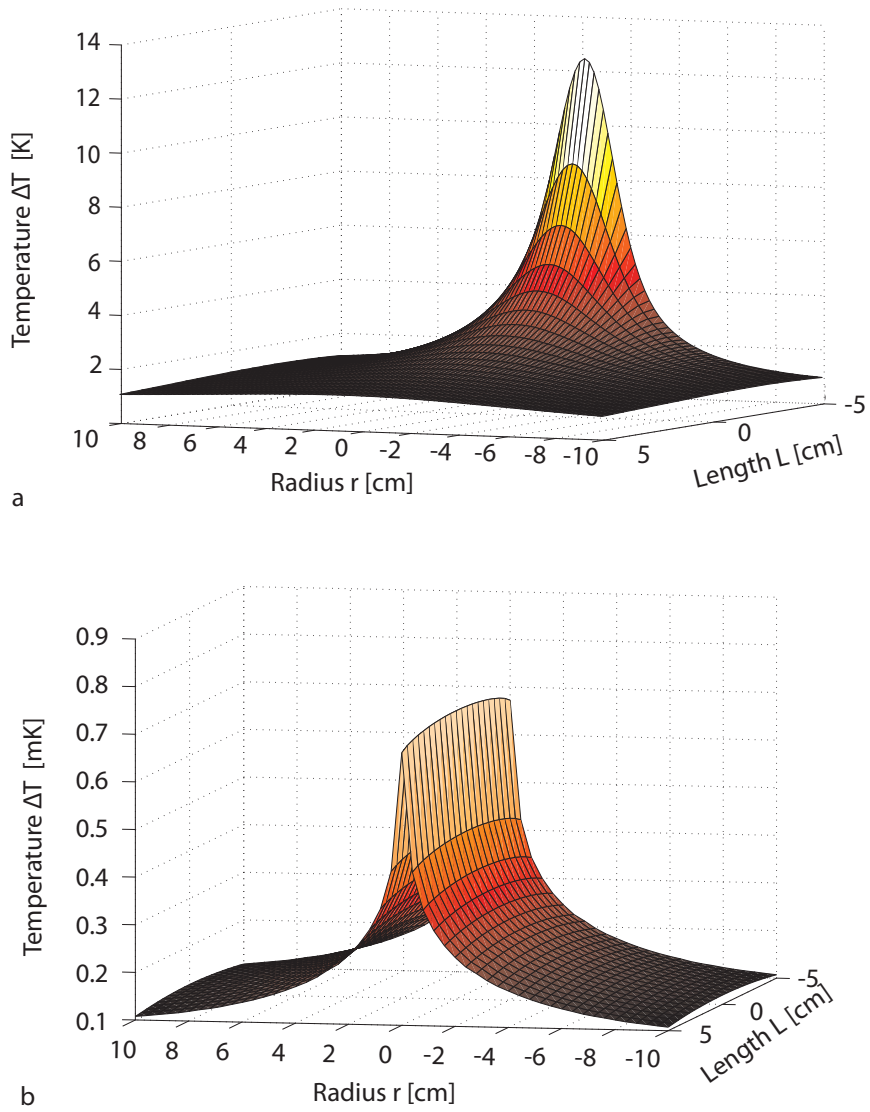 14
12
10
8
6
4
2
Temperature ΔT [K]
10 8 6 4 2 0 -2 -4 -6 -8 -10
Radius r [cm]
5 0 -5
Length L [cm]
a
0.9
0.8
0.7
0.6
0.5
0.4
0.3
0.2
0.1
Temperature ΔT [mK]
10 8 6 4 2 0 -2 -4 -6 -8 -10
Radius r [cm]
5 0 -5
Length L [cm]
b